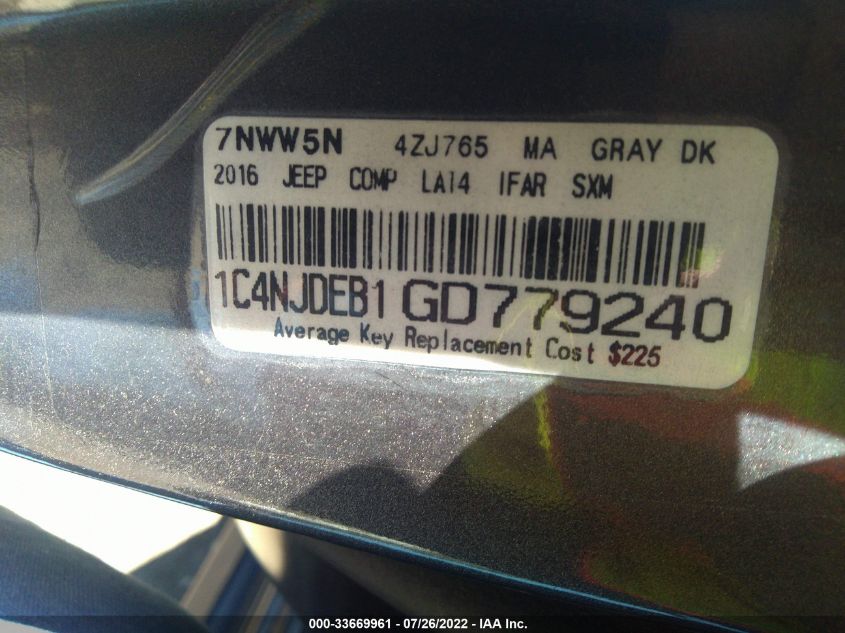 7NWW5N 4ZJ765 MA GRAY DK
2016 JEEP COMP LA14 IFAR SXM
1C4NJDEB1GD779240
Average Key Replacement Cost $225
000-33669961 - 07/26/2022 - IAA Inc.